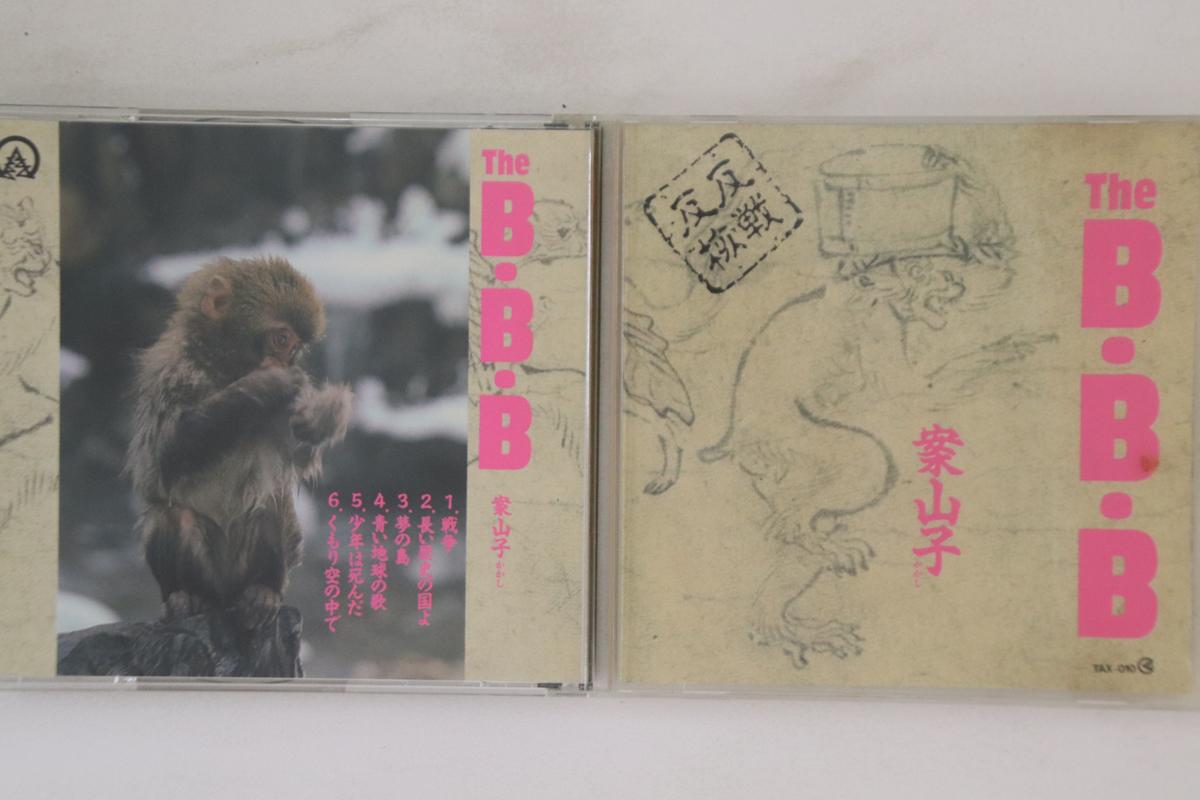 The
B・B・B
案山子
かかし
1.戦争
2.長い歴史の国よ
3.夢の島
4.青い地球の歌
5.少年は死んだ
6.くもり空の中で
反戦
反核
The
B・B・B
案山子
かかし
TAX-010